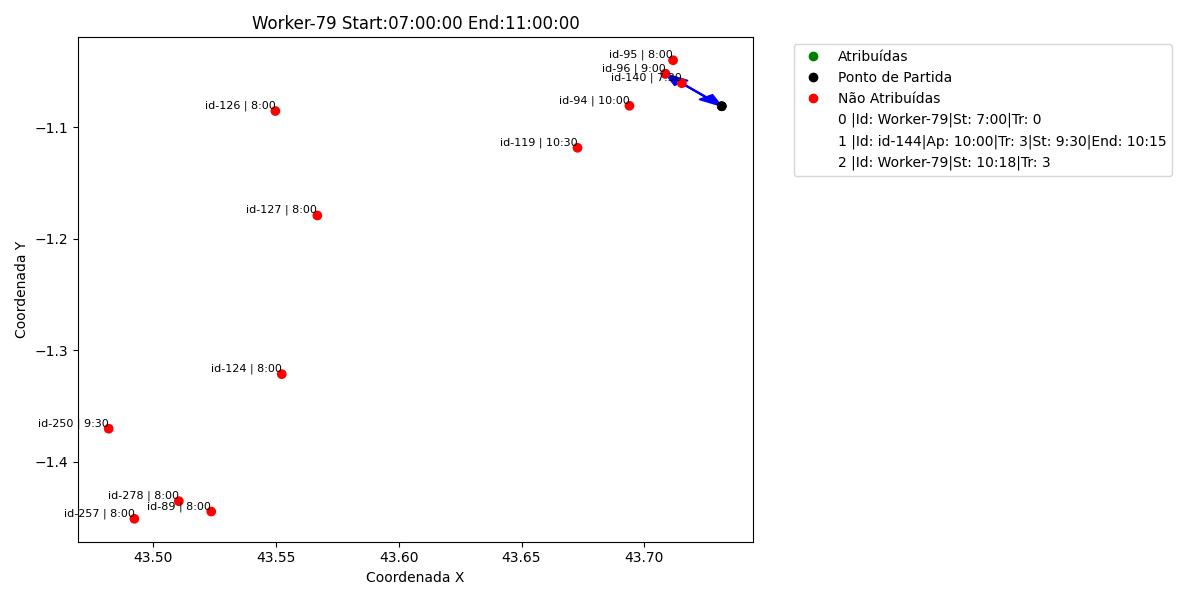 Worker-79 Start:07:00:00 End:11:00:00
id-95 | 8:00
id-96 | 9:00
id-140 | 7:30
id-94 | 10:00
id-126 | 8:00
id-119 | 10:30
id-127 | 8:00
id-124 | 8:00
id-250 | 9:30
id-278 | 8:00
id-89 | 8:00
id-257 | 8:00
−1.1
−1.2
−1.3
−1.4
Coordenada Y
43.50 43.55 43.60 43.65 43.70
Coordenada X
Atribuídas
Ponto de Partida
Não Atribuídas
0 |Id: Worker-79|St: 7:00|Tr: 0
1 |Id: id-144|Ap: 10:00|Tr: 3|St: 9:30|End: 10:15
2 |Id: Worker-79|St: 10:18|Tr: 3